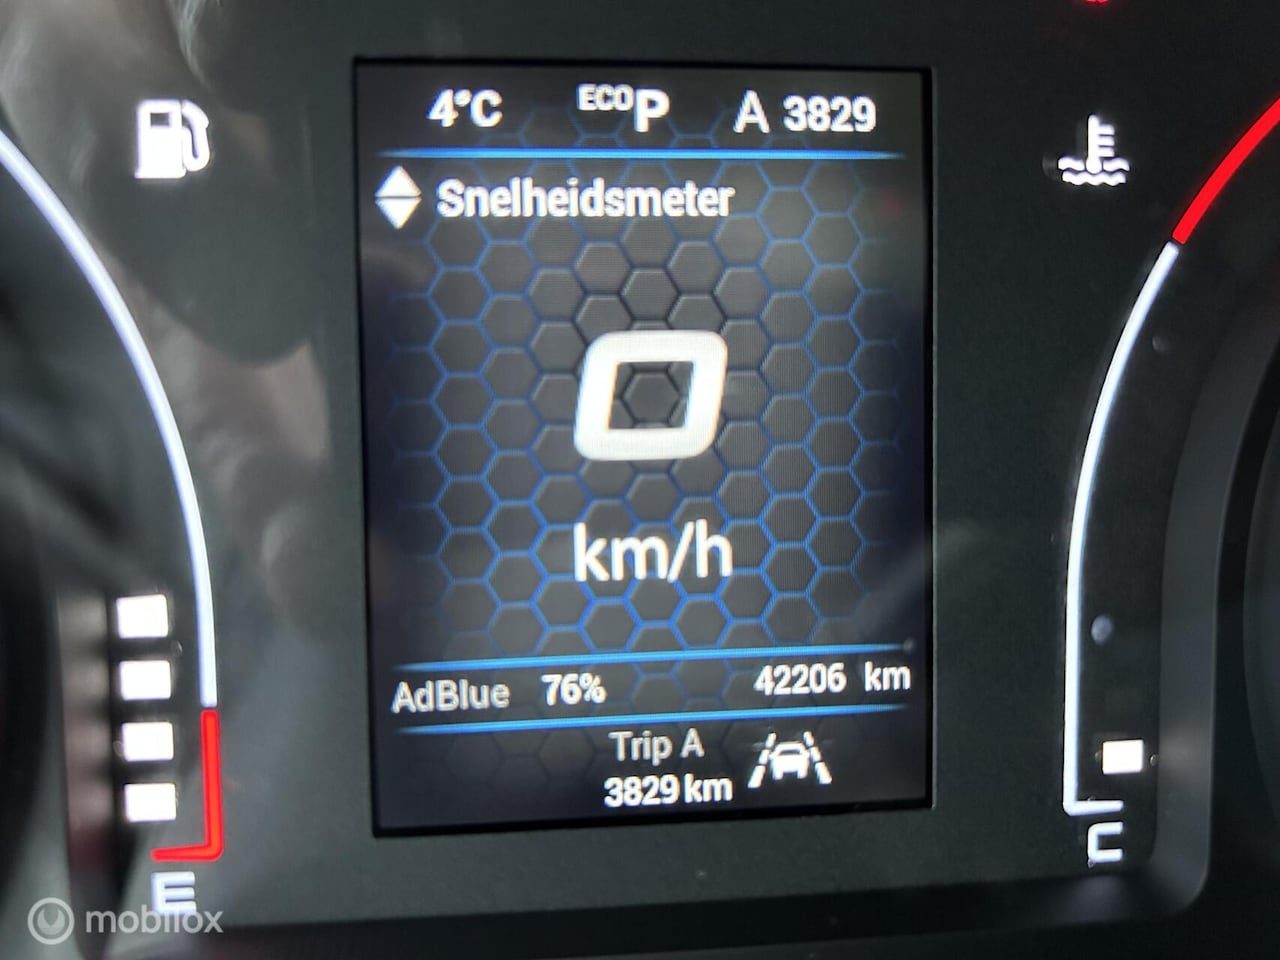 4°C ECO P A 3829
Snelheidsmeter
0
km/h
AdBlue 76% 42206 km
Trip A
3829 km
E
C
mobilox